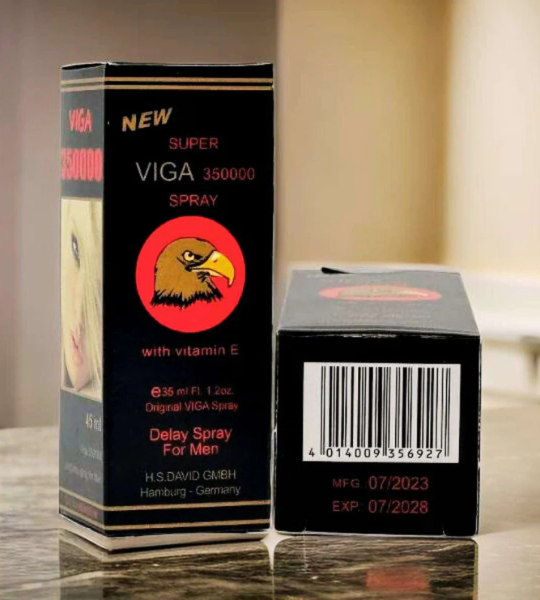 VIGA
350000
45 ml
NEW
SUPER
VIGA 350000
SPRAY
with vitamin E
e35 ml Fl. 1.2oz.
Original VIGA Spray
Delay Spray
For Men
H.S.DAVID GMBH
Hamburg - Germany
4 014009 356927
MFG 07/2023
EXP. 07/2028